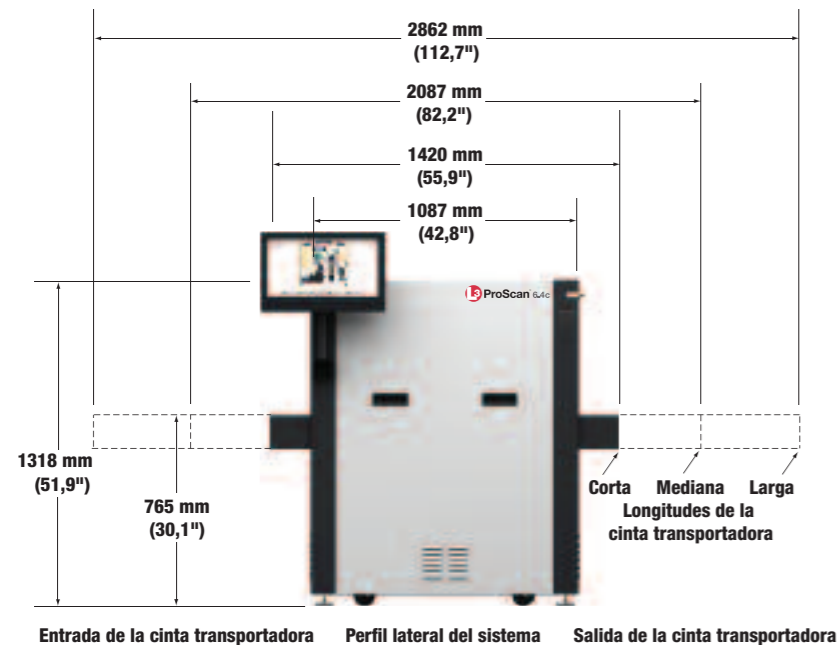 2862 mm
(112,7")
2087 mm
(82,2")
1420 mm
(55,9")
1087 mm
(42,8")
L3 ProScan 6.4c
1318 mm
(51,9")
765 mm
(30,1")
Corta Mediana Larga
Longitudes de la
cinta transportadora
Entrada de la cinta transportadora Perfil lateral del sistema Salida de la cinta transportadora